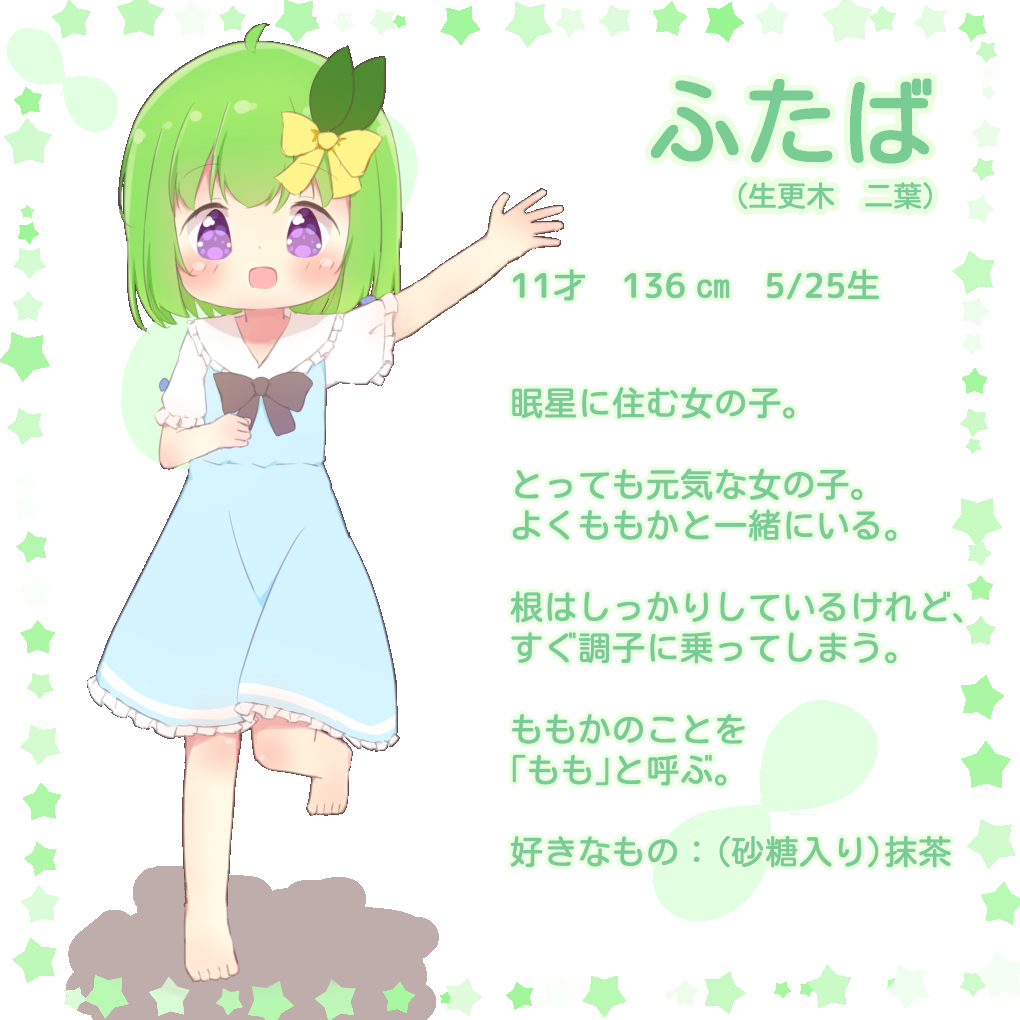 ふたば
(生更木　二葉)
11才　136㎝　5/25生
眠星に住む女の子。
とっても元気な女の子。
よくももかと一緒にいる。
根はしっかりしているけれど、
すぐ調子に乗ってしまう。
ももかのことを
「もも」と呼ぶ。
好きなもの：(砂糖入り)抹茶